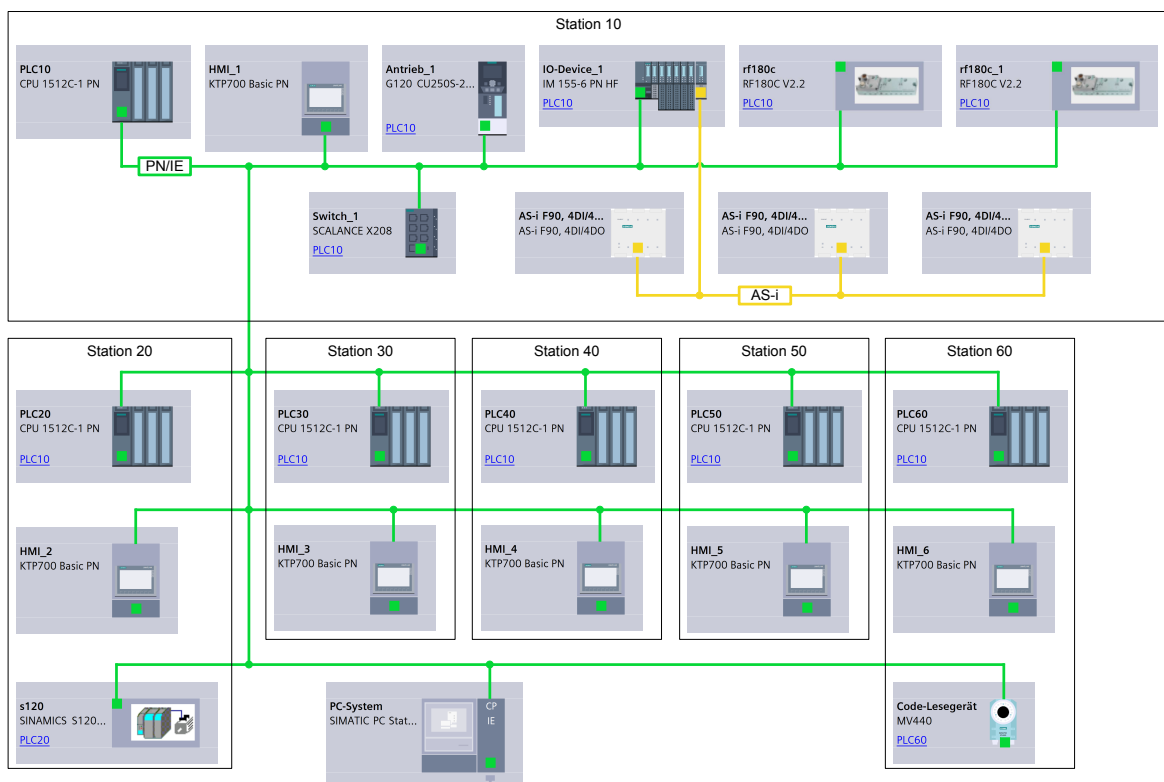 Station 10
PLC10
CPU 1512C-1 PN
HMI_1
KTP700 Basic PN
Antrieb_1
S120 CU250S-2...
PLC10
IO-Device_1
IM 155-6 PN HF
PLC10
rf180c
RF180C V2.2
PLC10
rf180c_1
RF180C V2.2
PLC10
PN/IE
Switch_1
SCALANCE X208
PLC10
AS-i F90, 4DI/4...
AS-i F90, 4DI/4DO
AS-i F90, 4DI/4...
AS-i F90, 4DI/4DO
AS-i F90, 4DI/4...
AS-i F90, 4DI/4DO
AS-i
Station 20
Station 30
Station 40
Station 50
Station 60
PLC20
CPU 1512C-1 PN
PLC10
PLC30
CPU 1512C-1 PN
PLC10
PLC40
CPU 1512C-1 PN
PLC10
PLC50
CPU 1512C-1 PN
PLC10
PLC60
CPU 1512C-1 PN
PLC10
HMI_2
KTP700 Basic PN
HMI_3
KTP700 Basic PN
HMI_4
KTP700 Basic PN
HMI_5
KTP700 Basic PN
HMI_6
KTP700 Basic PN
s120
SINAMICS S120...
PLC20
PC-System
SIMATIC PC Stat...
CP
IE
Code-Lesegerät
MV440
PLC60